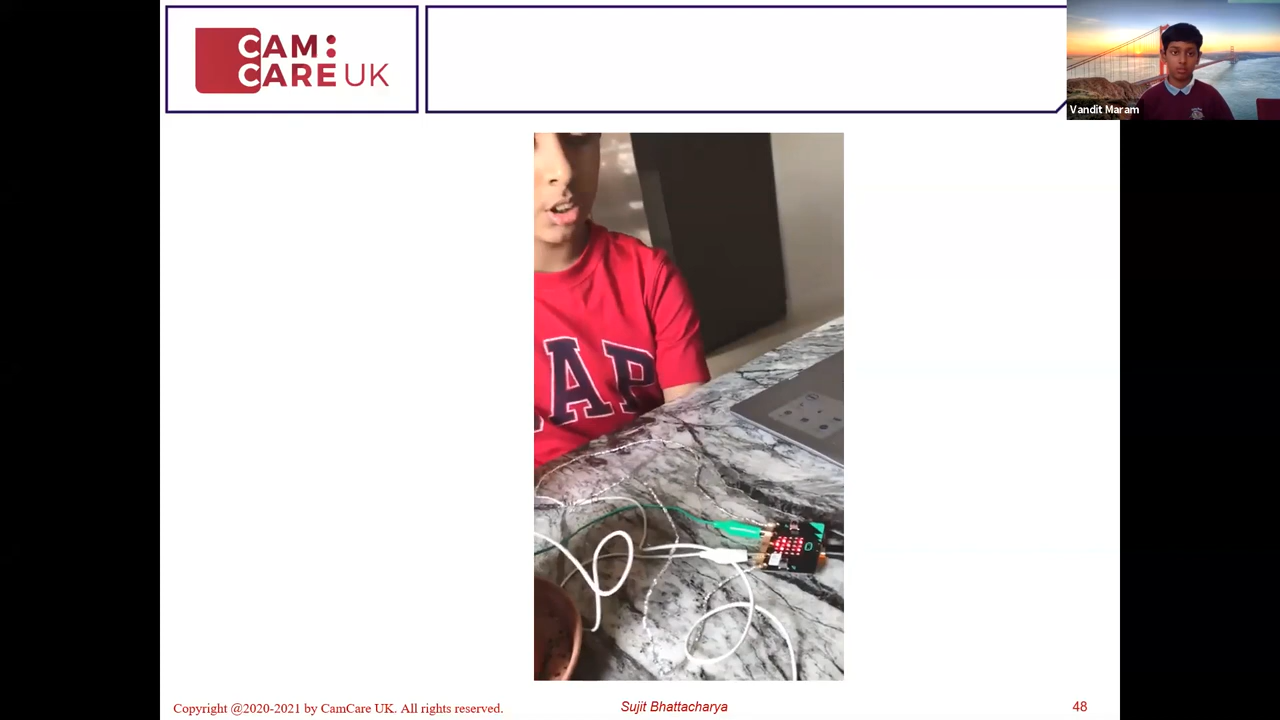 CAM:
CARE UK
Vandit Maram
AP
Copyright @2020-2021 by CamCare UK. All rights reserved.
Sujit Bhattacharya
48